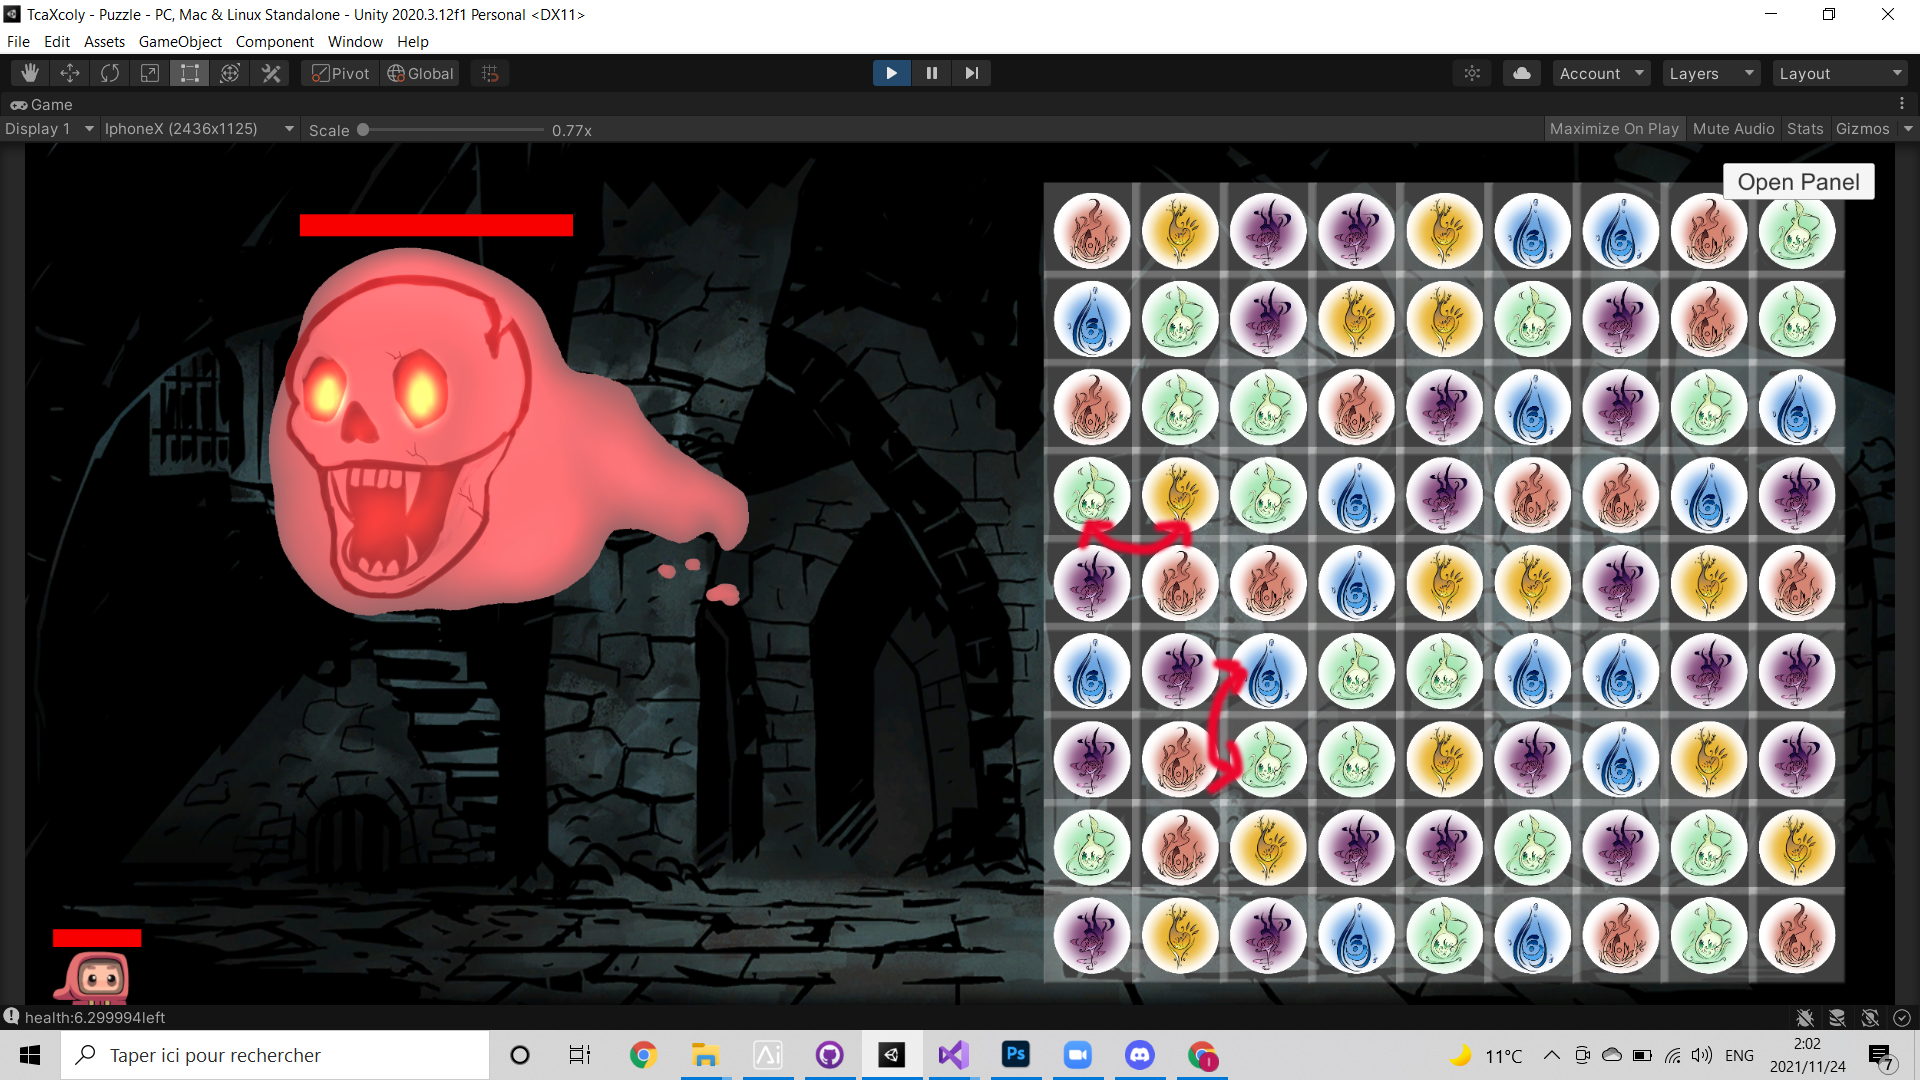 TcaXcoly - Puzzle - PC, Mac & Linux Standalone - Unity 2020.3.12f1 Personal <DX11>
File Edit Assets GameObject Component Window Help
Pivot Global Account Layers Layout
Game
Display 1 IphoneX (2436x1125) Scale 0.77x Maximize On Play Mute Audio Stats Gizmos
Open Panel
health:6.299994left
Taper ici pour rechercher
Ai
Ps
I
11°C
ENG
2:02
2021/11/24
7